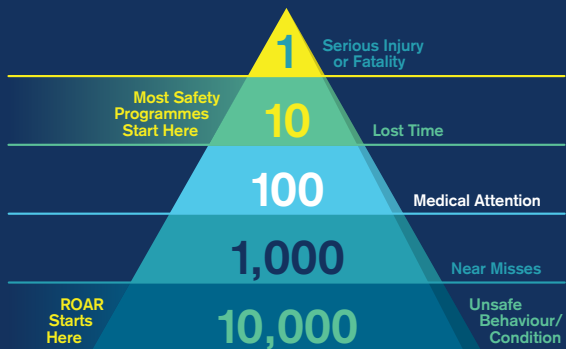 1
Serious Injury
or Fatality
Most Safety
Programmes
Start Here
10
Lost Time
100
Medical Attention
1,000
Near Misses
ROAR
Starts
Here
10,000
Unsafe
Behaviour/
Condition